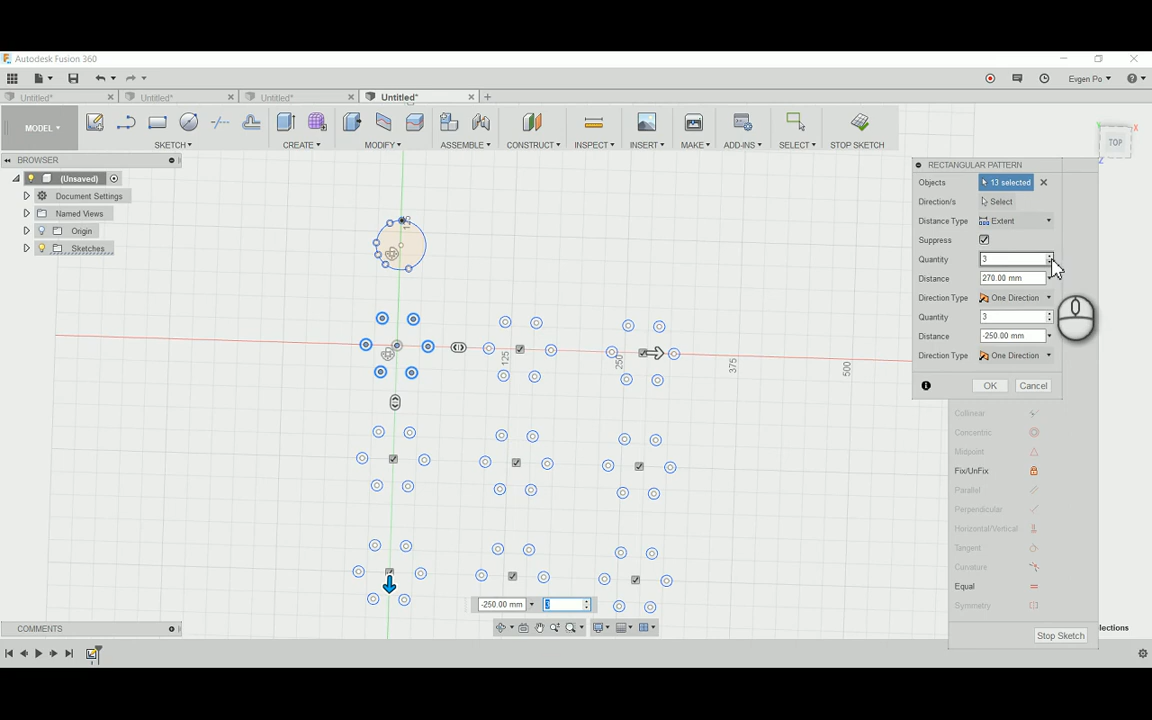 Autodesk Fusion 360
Evgen Po
Untitled*
Untitled*
Untitled*
Untitled*
MODEL
SKETCH
CREATE
MODIFY
ASSEMBLE
CONSTRUCT
INSPECT
INSERT
MAKE
ADD-INS
SELECT
STOP SKETCH
BROWSER
(Unsaved)
Document Settings
Named Views
Origin
Sketches
TOP
X
Z
RECTANGULAR PATTERN
Objects 13 selected
Direction/s Select
Distance Type Extent
Suppress
Quantity 3
Distance 270.00 mm
Direction Type One Direction
Quantity 3
Distance -250.00 mm
Direction Type One Direction
OK Cancel
Collinear
Concentric
Midpoint
Fix/UnFix
Parallel
Perpendicular
Horizontal/Vertical
Tangent
Curvature
Equal
Symmetry
125
250
375
500
-250.00 mm 3
COMMENTS
lections
Stop Sketch